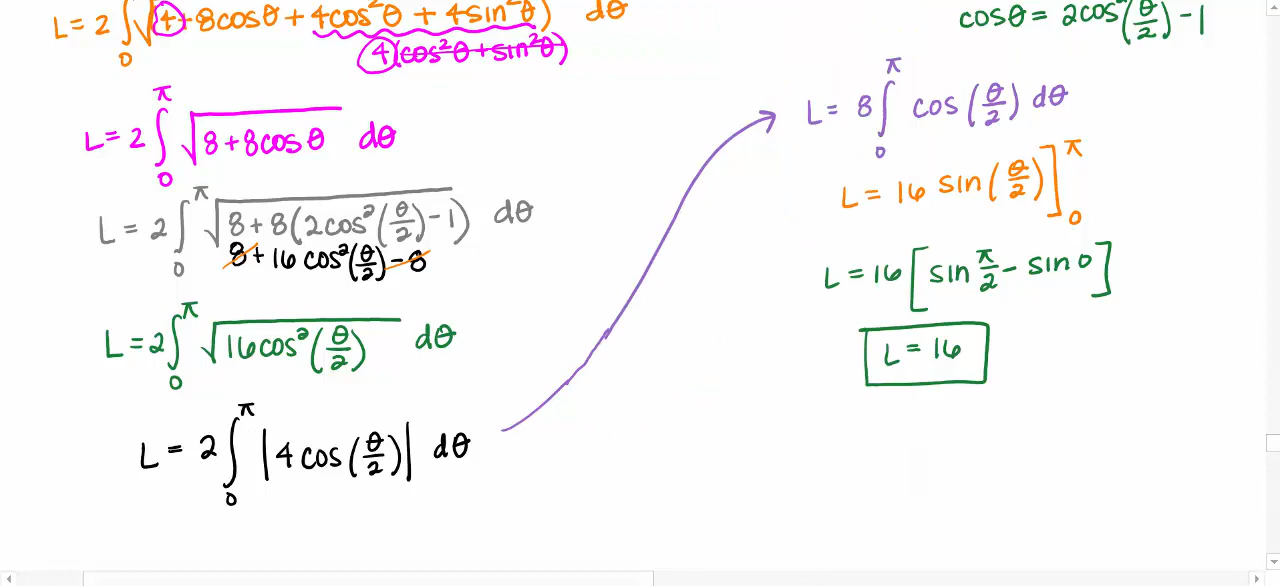 L = 2 ∫₀ √(4 + 8cosθ + 4cos²θ + 4sin²θ) dθ
4(cos²θ + sin²θ)
L = 2 ∫₀^π √(8 + 8cosθ) dθ
L = 2 ∫₀^π √(8 + 8(2cos²(θ/2) - 1)) dθ
8 + 16cos²(θ/2) - 8
L = 2 ∫₀^π √(16cos²(θ/2)) dθ
L = 2 ∫₀^π |4cos(θ/2)| dθ
cosθ = 2cos²(θ/2) - 1
L = 8 ∫₀^π cos(θ/2) dθ
L = 16 sin(θ/2)]₀^π
L = 16[sin π/2 - sin 0]
L = 16